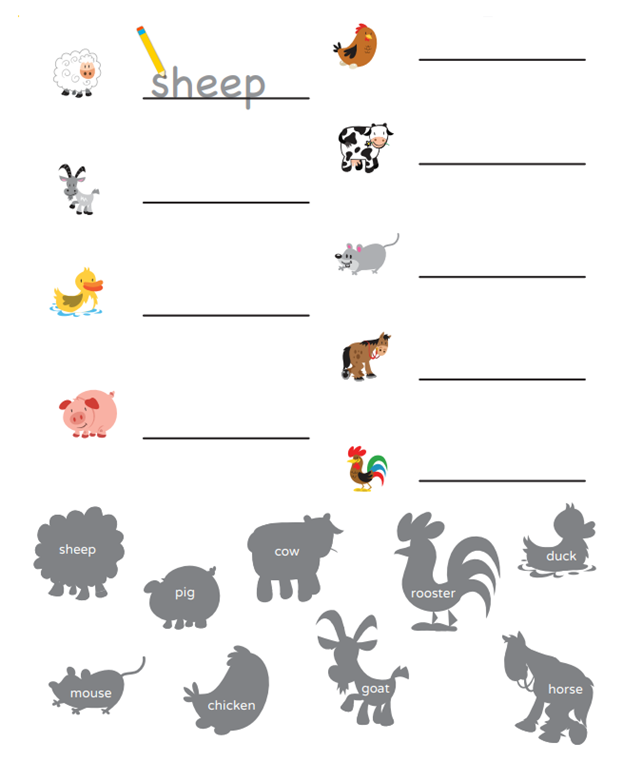 sheep
sheep
cow
duck
pig
rooster
mouse
chicken
goat
horse